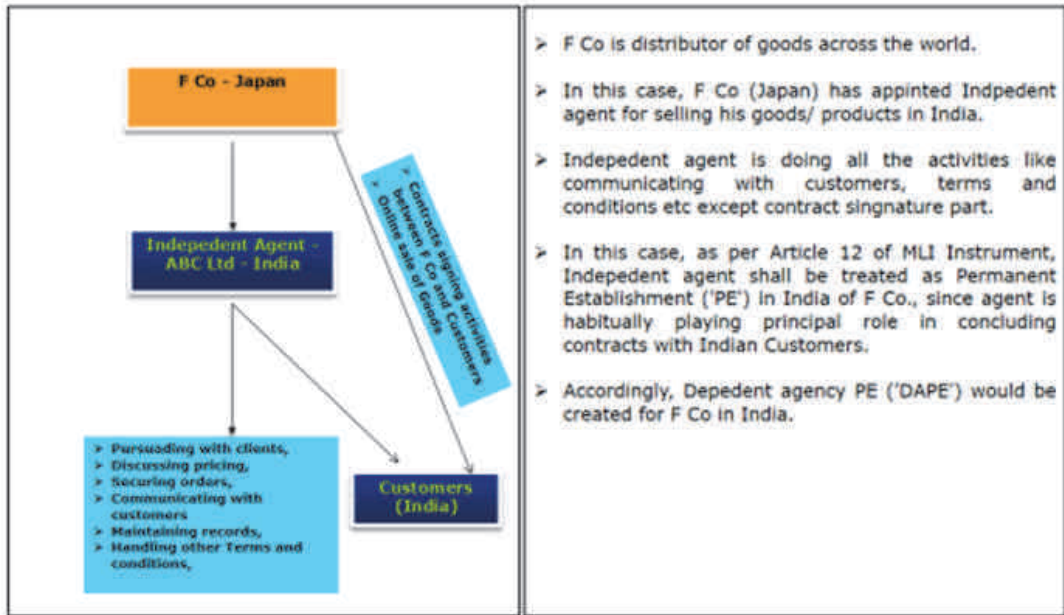 F Co - Japan
Contracts signing activities
between F Co and Customers
Online sale of Goods
Indepedent Agent -
ABC Ltd - India
Pursuading with clients,
Discussing pricing,
Securing orders,
Communicating with
customers
Maintaining records,
Handling other Terms and
conditions,
Customers
(India)
F Co is distributor of goods across the world.
In this case, F Co (Japan) has appinted Indpedent
agent for selling his goods/ products in India.
Indepedent agent is doing all the activities like
communicating with customers, terms and
conditions etc except contract singnature part.
In this case, as per Article 12 of MLI Instrument,
Indepedent agent shall be treated as Permanent
Establishment ('PE') in India of F Co., since agent is
habitually playing principal role in concluding
contracts with Indian Customers.
Accordingly, Depedent agency PE ('DAPE') would be
created for F Co in India.